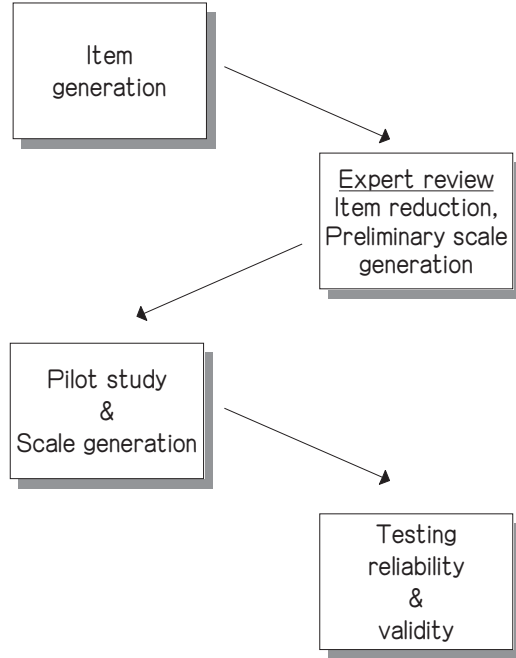 Item
generation
Expert review
Item reduction,
Preliminary scale
generation
Pilot study
&
Scale generation
Testing
reliability
&
validity